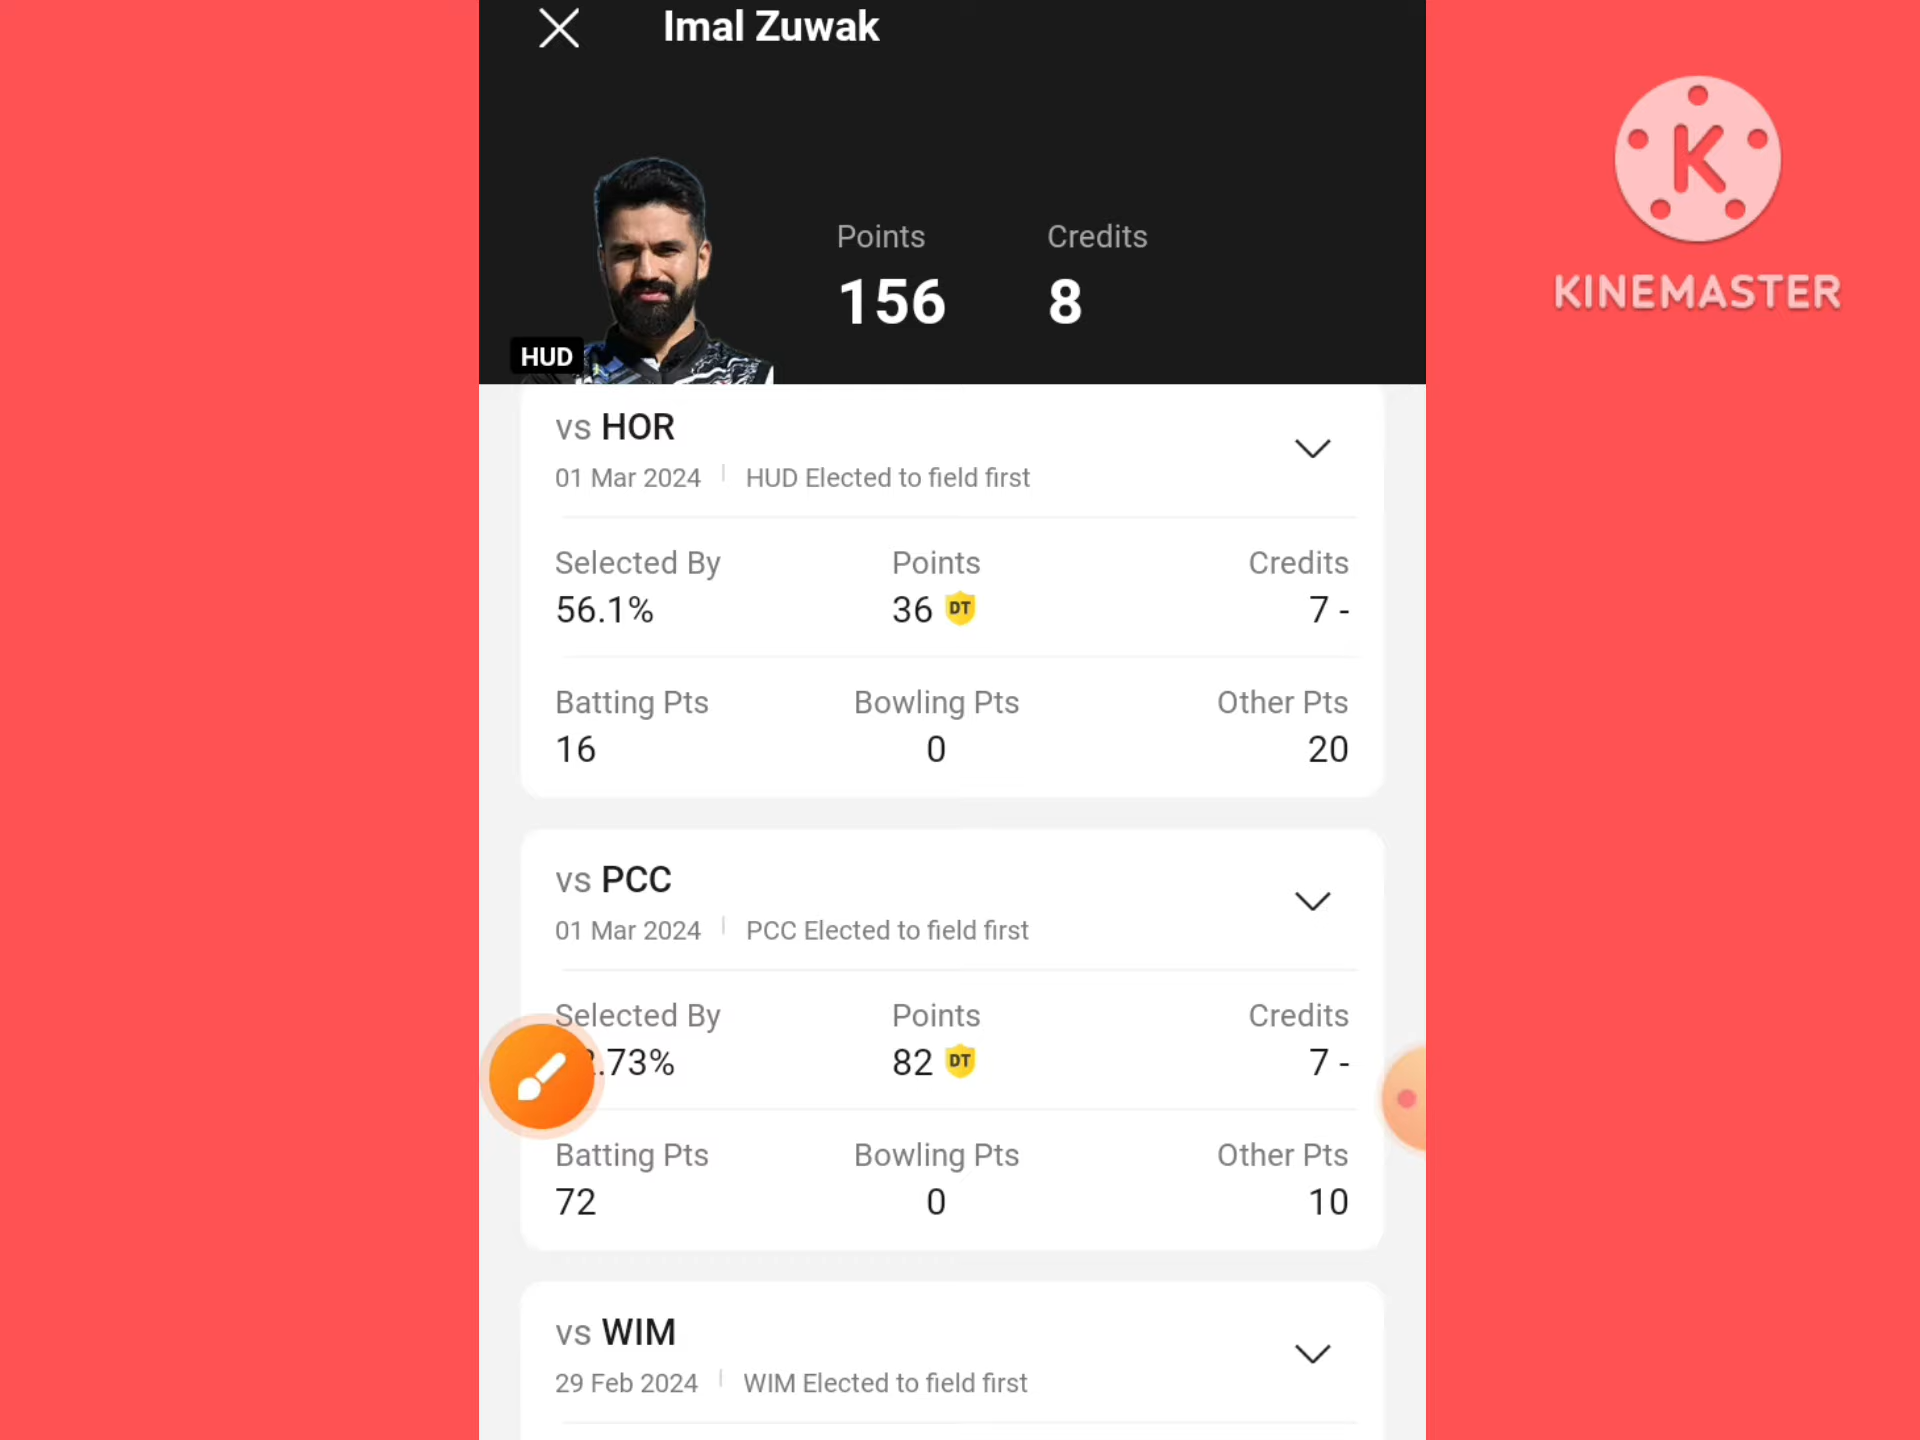 Imal Zuwak
Points Credits
156 8
HUD
K
KINEMASTER
vs HOR
01 Mar 2024 HUD Elected to field first
Selected By Points Credits
56.1% 36 DT 7 -
Batting Pts Bowling Pts Other Pts
16 0 20
vs PCC
01 Mar 2024 PCC Elected to field first
Selected By Points Credits
.73% 82 DT 7 -
Batting Pts Bowling Pts Other Pts
72 0 10
vs WIM
29 Feb 2024 WIM Elected to field first